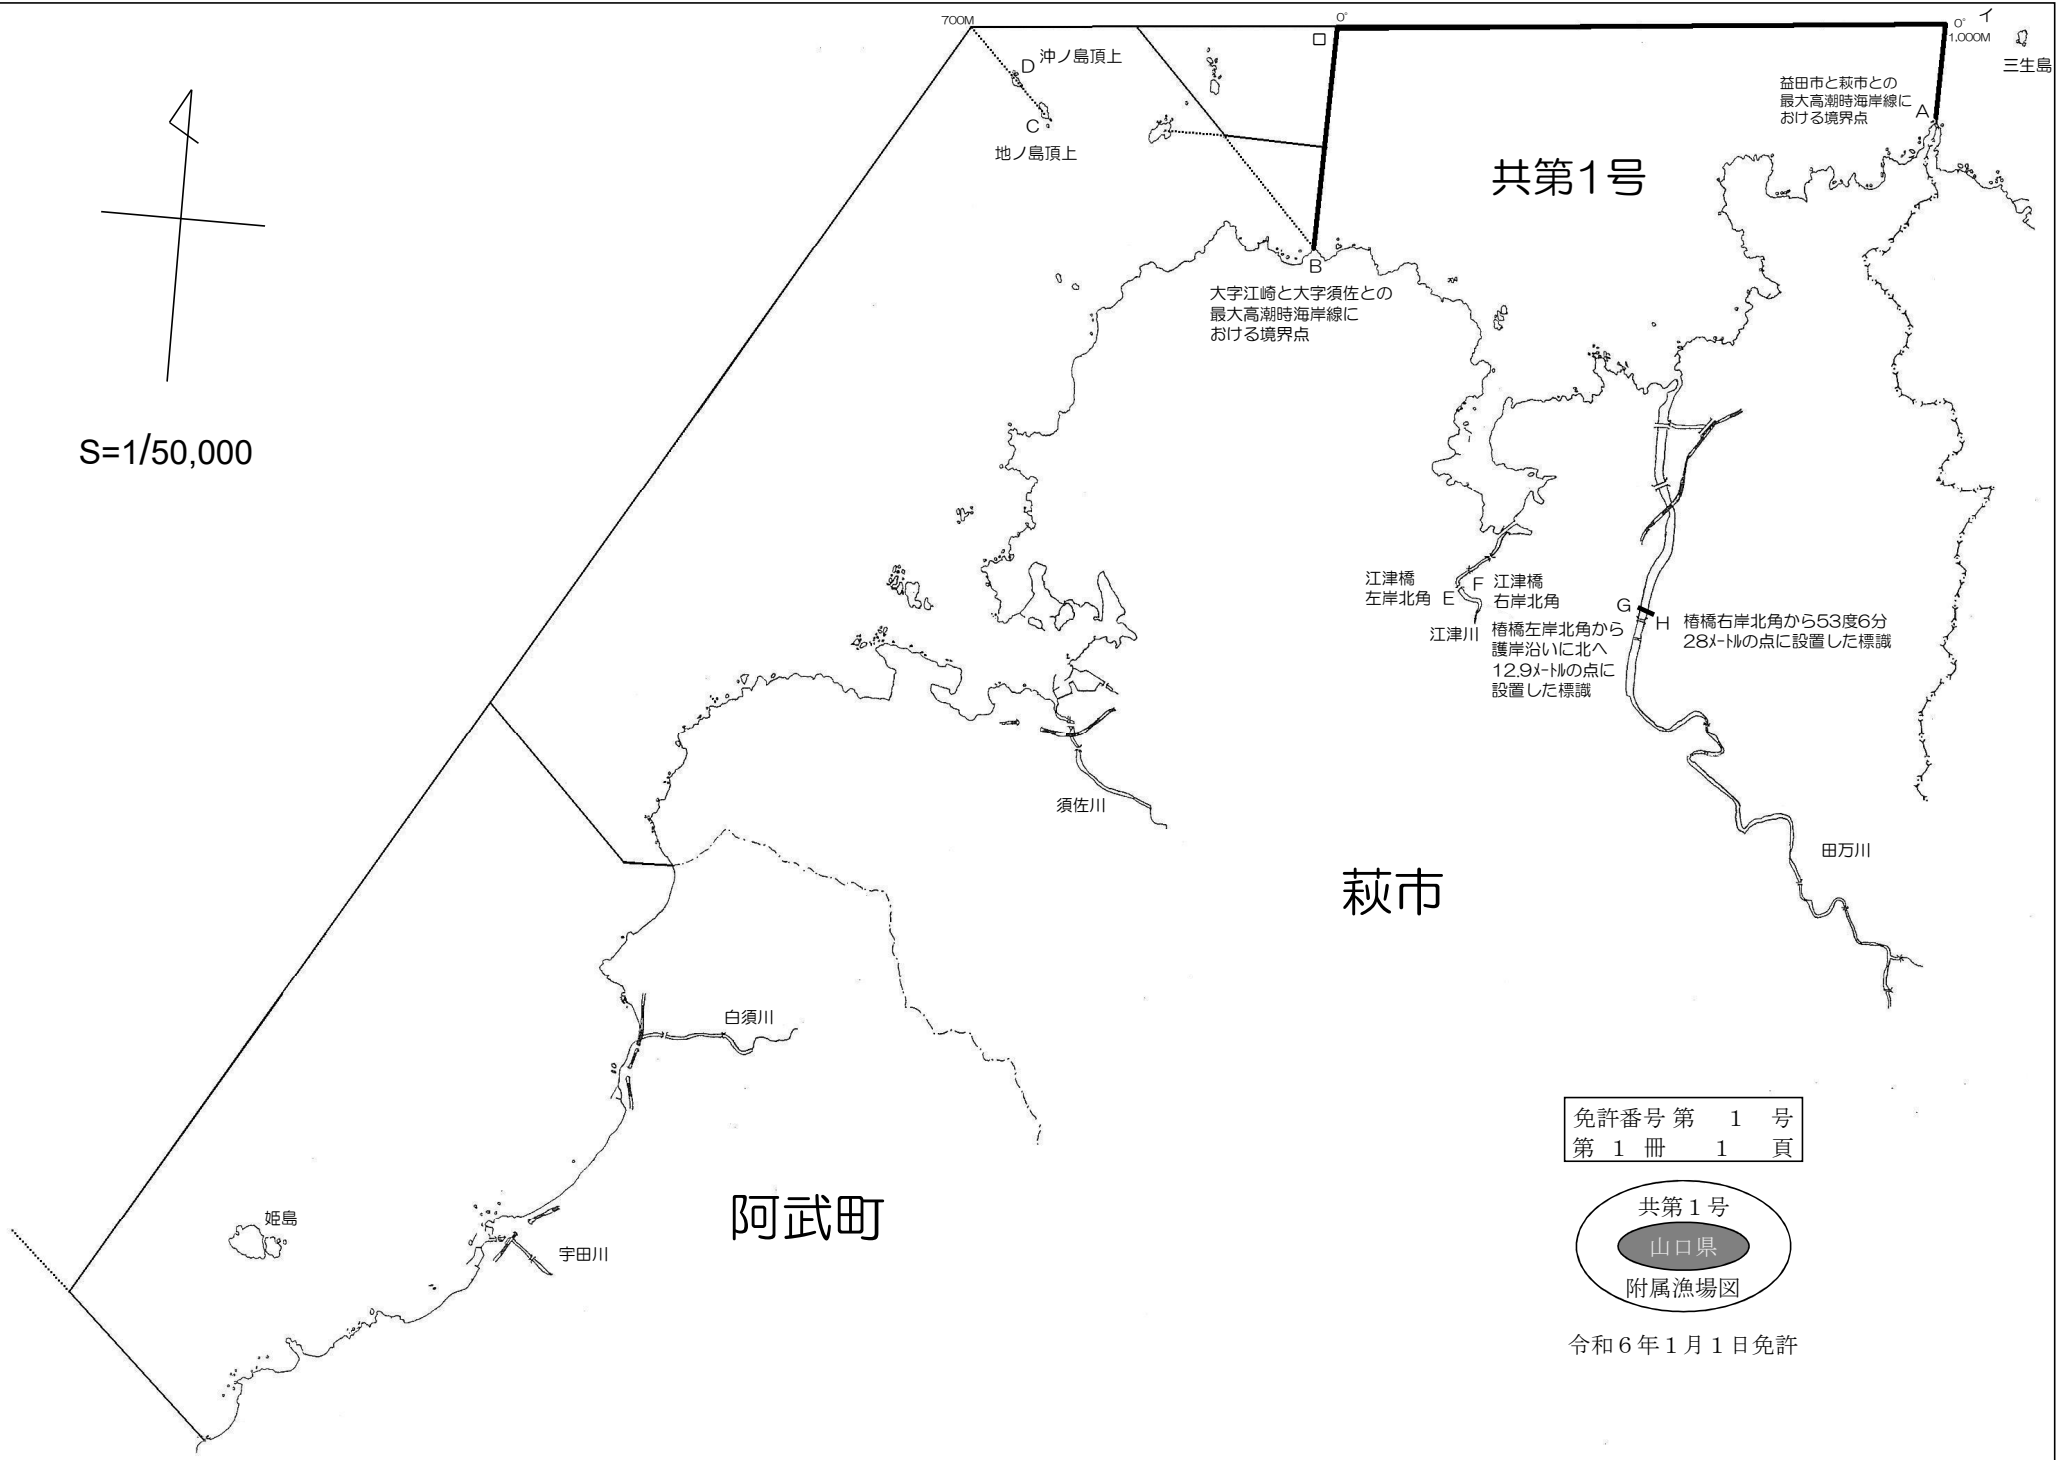 700M
0°
0°
イ
1.000M
ロ
三生島
D
沖ノ島頂上
C
地ノ島頂上
益田市と萩市との
最大高潮時海岸線に
おける境界点
A
共第1号
B
大字江崎と大字須佐との
最大高潮時海岸線に
おける境界点
S=1/50,000
江津橋
左岸北角
E
F
江津橋
右岸北角
江津川
G
H
椿橋左岸北角から
護岸沿いに北へ
12.9メートルの点に
設置した標識
椿橋右岸北角から53度6分
28メートルの点に設置した標識
須佐川
田万川
萩市
白須川
阿武町
姫島
宇田川
免許番号 第 1 号
第 1 冊 1 頁
共第1号
山口県
附属漁場図
令和6年1月1日免許